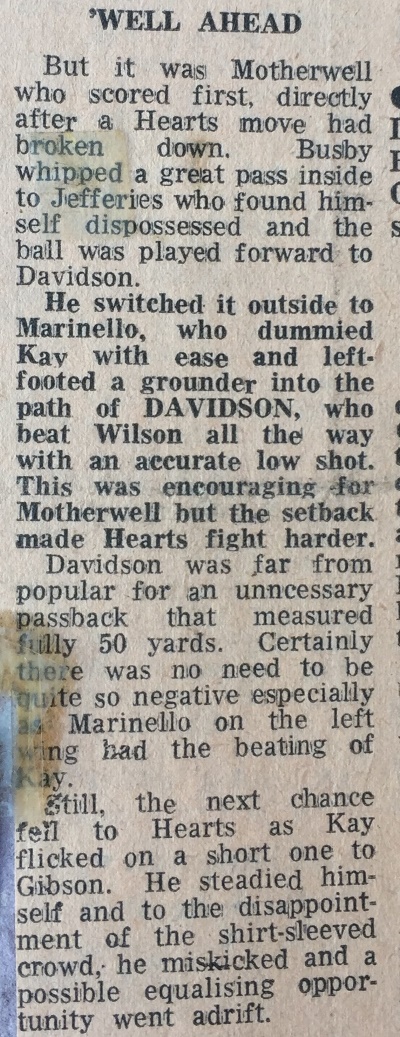 'WELL AHEAD
But it was Motherwell
who scored first, directly
after a Hearts move had
broken down. Busby
whipped a great pass inside
to Jefferies who found him-
self dispossessed and the
ball was played forward to
Davidson.
He switched it outside to
Marinello, who dummied
Kay with ease and left-
footed a grounder into the
path of DAVIDSON, who
beat Wilson all the way
with an accurate low shot.
This was encouraging for
Motherwell but the setback
made Hearts fight harder.
Davidson was far from
popular for an unncessary
passback that measured
fully 50 yards. Certainly
there was no need to be
quite so negative especially
as Marinello on the left
wing had the beating of
Kay.
Still, the next chance
fell to Hearts as Kay
flicked on a short one to
Gibson. He steadied him-
self and to the disappoint-
ment of the shirt-sleeved
crowd, he miskicked and a
possible equalising oppor-
tunity went adrift.